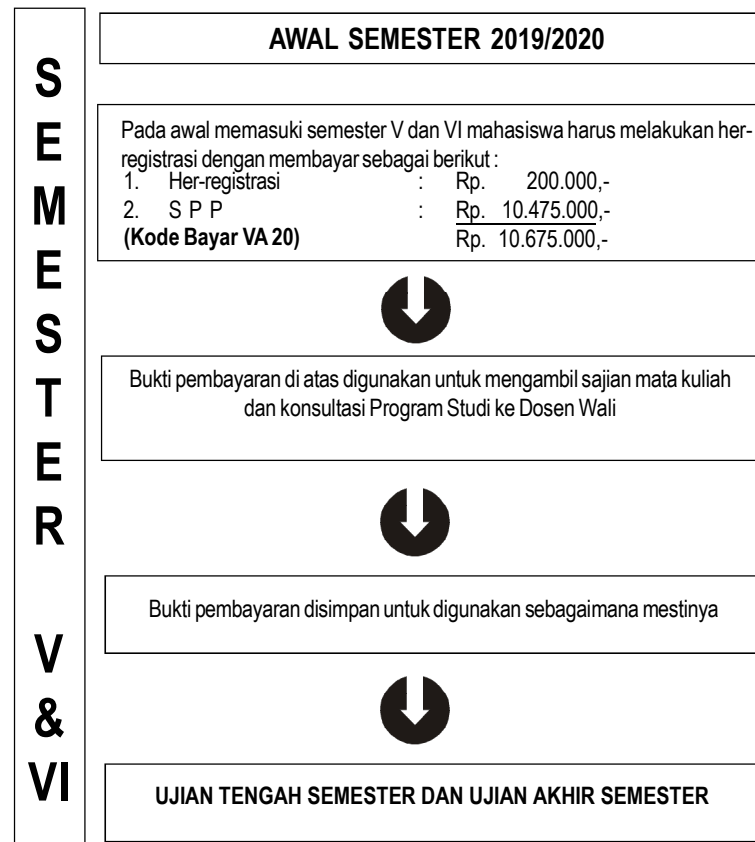 SEMESTER V & VI
AWAL SEMESTER 2019/2020
Pada awal memasuki semester V dan VI mahasiswa harus melakukan her-
registrasi dengan membayar sebagai berikut :
1. Her-registrasi : Rp. 200.000,-
2. S P P : Rp. 10.475.000,-
(Kode Bayar VA 20) Rp. 10.675.000,-
Bukti pembayaran di atas digunakan untuk mengambil sajian mata kuliah
dan konsultasi Program Studi ke Dosen Wali
Bukti pembayaran disimpan untuk digunakan sebagaimana mestinya
UJIAN TENGAH SEMESTER DAN UJIAN AKHIR SEMESTER